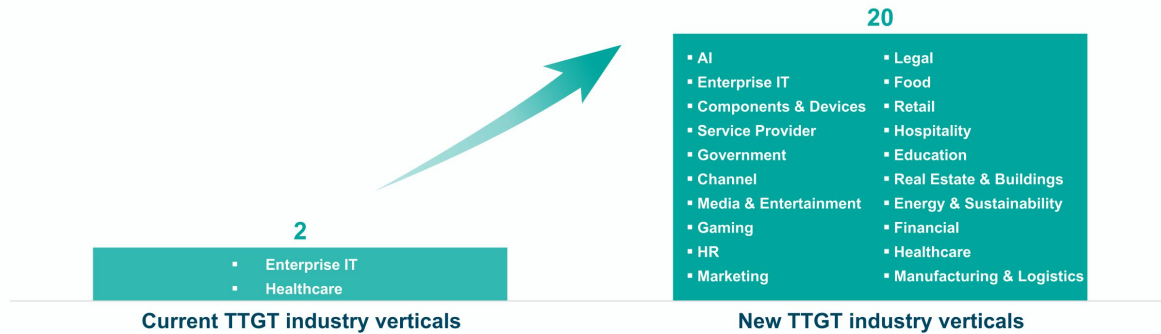 2
▪ Enterprise IT
▪ Healthcare
Current TTGT industry verticals
20
▪ AI
▪ Enterprise IT
▪ Components & Devices
▪ Service Provider
▪ Government
▪ Channel
▪ Media & Entertainment
▪ Gaming
▪ HR
▪ Marketing
▪ Legal
▪ Food
▪ Retail
▪ Hospitality
▪ Education
▪ Real Estate & Buildings
▪ Energy & Sustainability
▪ Financial
▪ Healthcare
▪ Manufacturing & Logistics
New TTGT industry verticals